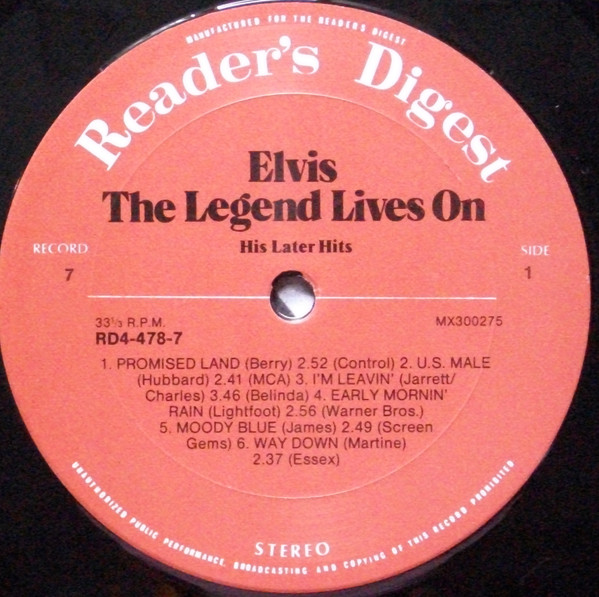 MANUFACTURED FOR THE READER'S DIGEST
Reader's Digest
Elvis
The Legend Lives On
His Later Hits
RECORD
7
SIDE
1
33⅓ R.P.M.
RD4-478-7
MX300275
1. PROMISED LAND (Berry) 2.52 (Control) 2. U.S. MALE
(Hubbard) 2.41 (MCA) 3. I'M LEAVIN' (Jarrett/
Charles) 3.46 (Belinda) 4. EARLY MORNIN'
RAIN (Lightfoot) 2.56 (Warner Bros.)
5. MOODY BLUE (James) 2.49 (Screen
Gems) 6. WAY DOWN (Martine)
2.37 (Essex)
STEREO
UNAUTHORIZED PUBLIC PERFORMANCE, BROADCASTING AND COPYING OF THIS RECORD PROHIBITED